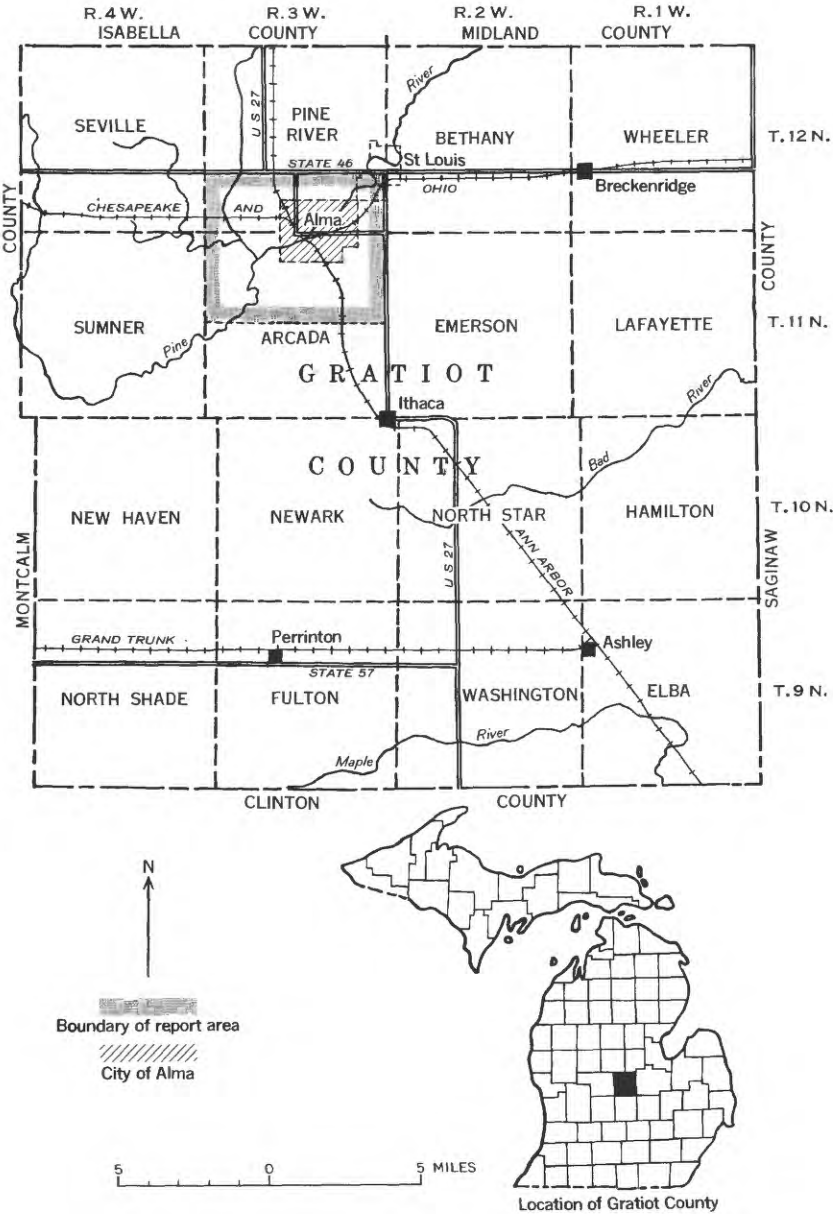 R.4 W. R.3 W. R.2 W. R.1 W.
ISABELLA COUNTY MIDLAND COUNTY
River
US 27
PINE
RIVER
SEVILLE
BETHANY WHEELER T.12 N.
STATE 46
St Louis
OHIO
Breckenridge
CHESAPEAKE AND
Alma
COUNTY
COUNTY
SUMNER
Pine
ARCADA
EMERSON LAFAYETTE T.11 N.
GRATIOT
Ithaca
River
COUNTY
Bad
NEW HAVEN NEWARK NORTH STAR HAMILTON T.10 N.
US 27
ANN ARBOR
MONTCALM
SAGINAW
GRAND TRUNK
Perrinton
Ashley
STATE 57
NORTH SHADE FULTON WASHINGTON ELBA T.9 N.
River
Maple
CLINTON COUNTY
N
Boundary of report area
City of Alma
5 0 5 MILES
Location of Gratiot County